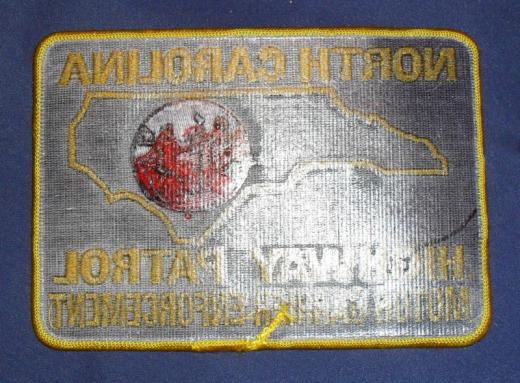 NORTH CAROLINA
HIGHWAY PATROL
MOTOR CARRIER ENFORCEMENT